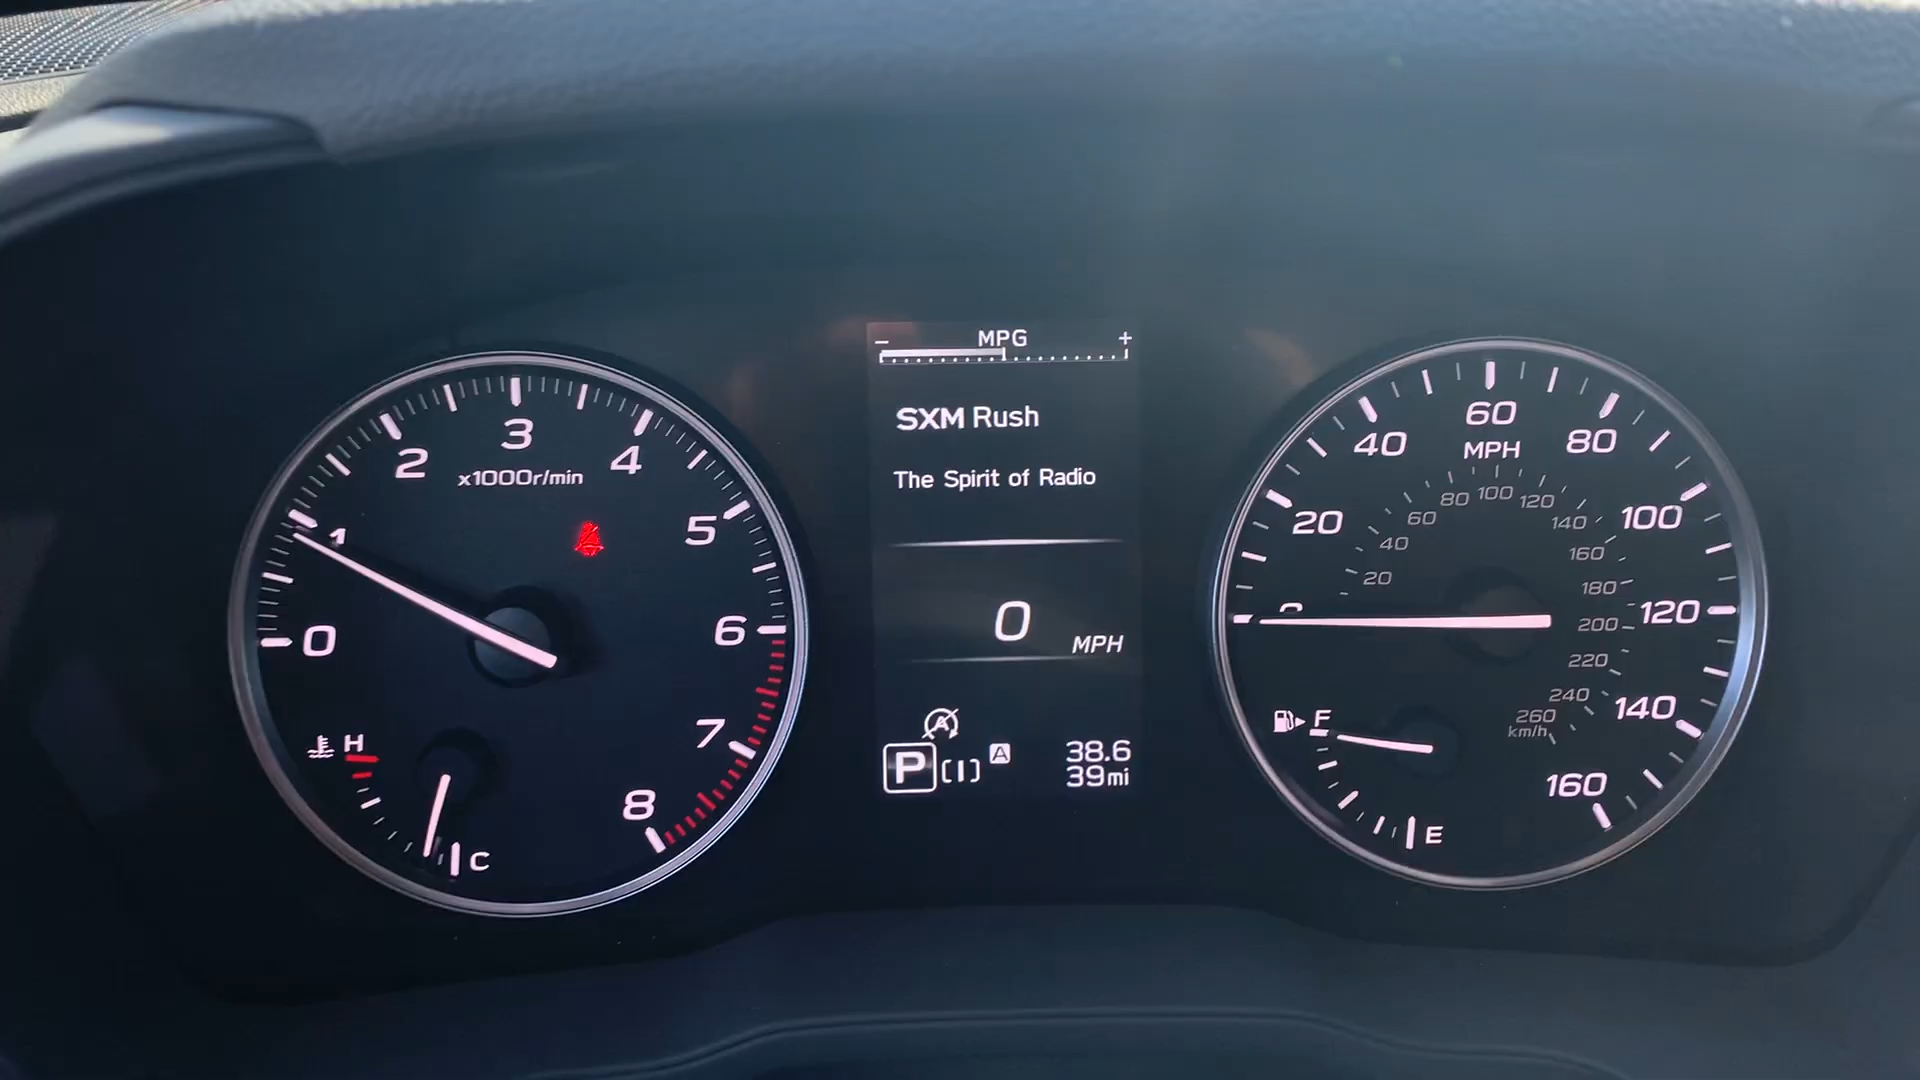 0
1
2
3
4
5
6
7
8
x1000r/min
H
C
- MPG +
SXM Rush
The Spirit of Radio
0 MPH
A
P A
38.6
39mi
20
40
60
80
100
120
140
160
MPH
20
40
60
80
100
120
140
160
180
200
220
240
260
km/h
F
E